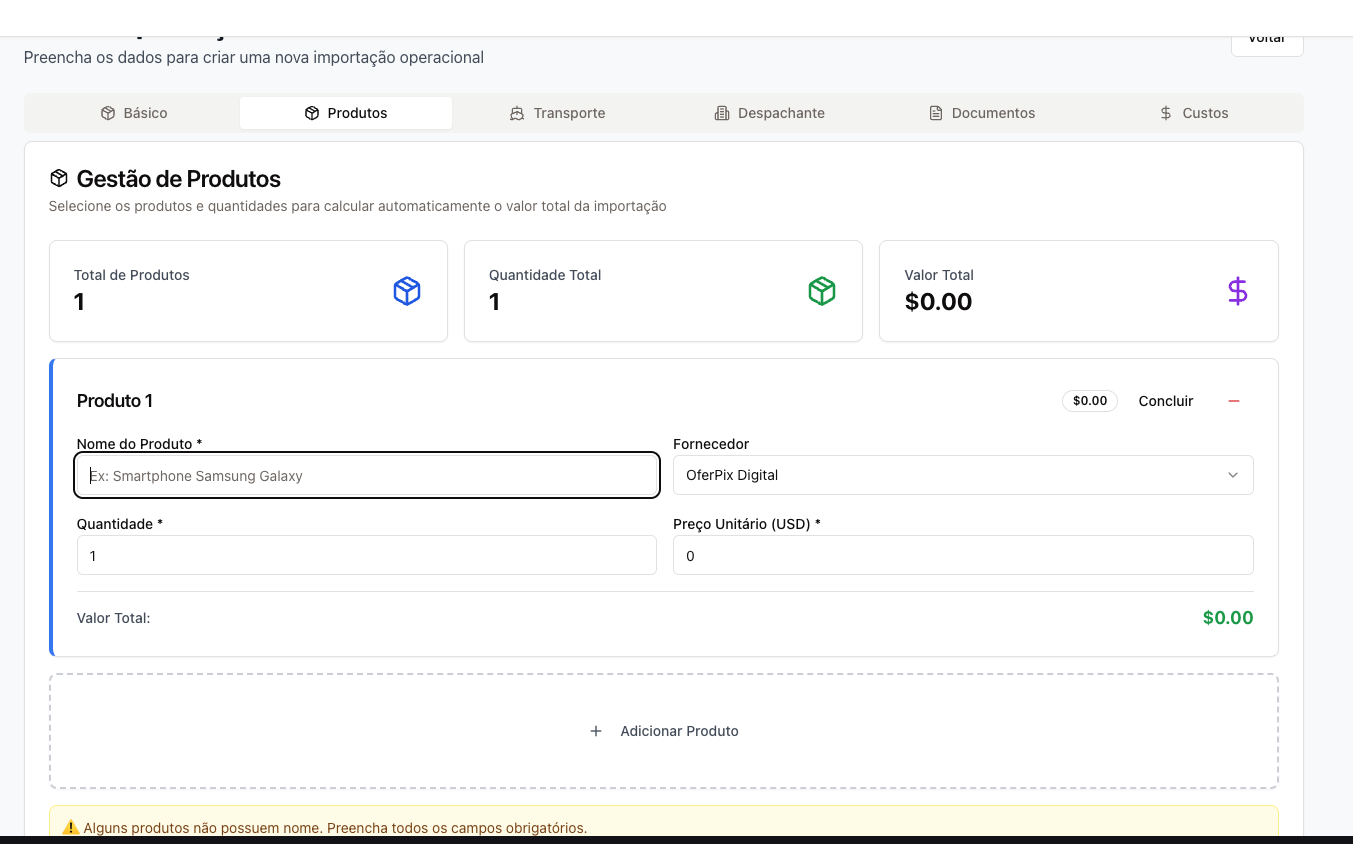 Voltar
Preencha os dados para criar uma nova importação operacional
Básico
Produtos
Transporte
Despachante
Documentos
Custos
Gestão de Produtos
Selecione os produtos e quantidades para calcular automaticamente o valor total da importação
Total de Produtos
1
Quantidade Total
1
Valor Total
$0.00
Produto 1
$0.00
Concluir
Nome do Produto *
Fornecedor
Ex: Smartphone Samsung Galaxy
OferPix Digital
Quantidade *
Preço Unitário (USD) *
1
0
Valor Total:
$0.00
+ Adicionar Produto
Alguns produtos não possuem nome. Preencha todos os campos obrigatórios.